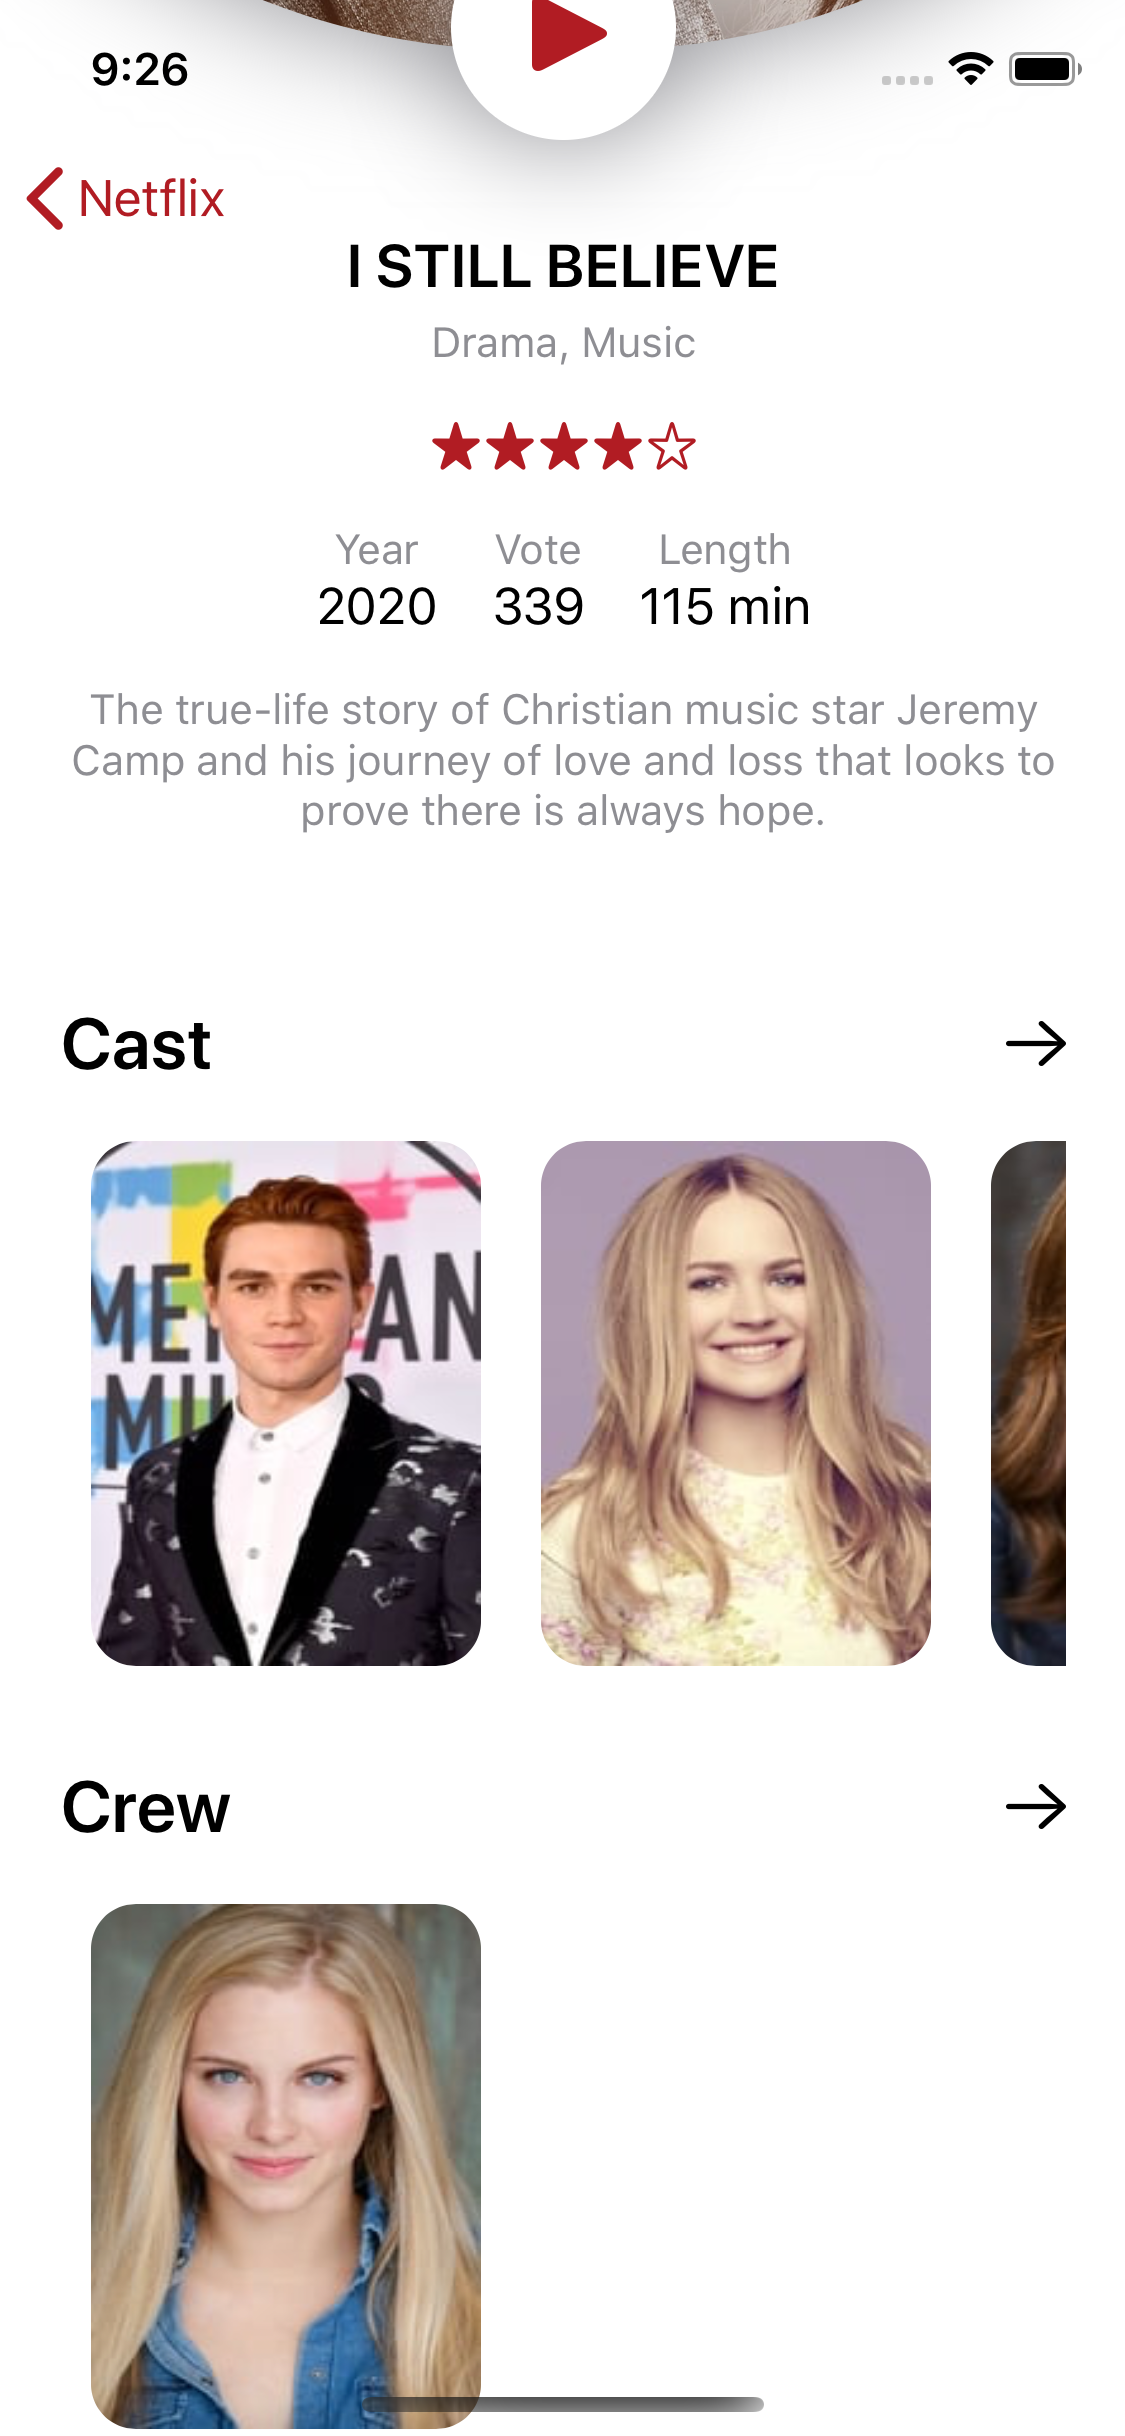 9:26
Netflix
I STILL BELIEVE
Drama, Music
Year Vote Length
2020 339 115 min
The true-life story of Christian music star Jeremy
Camp and his journey of love and loss that looks to
prove there is always hope.
Cast
Crew